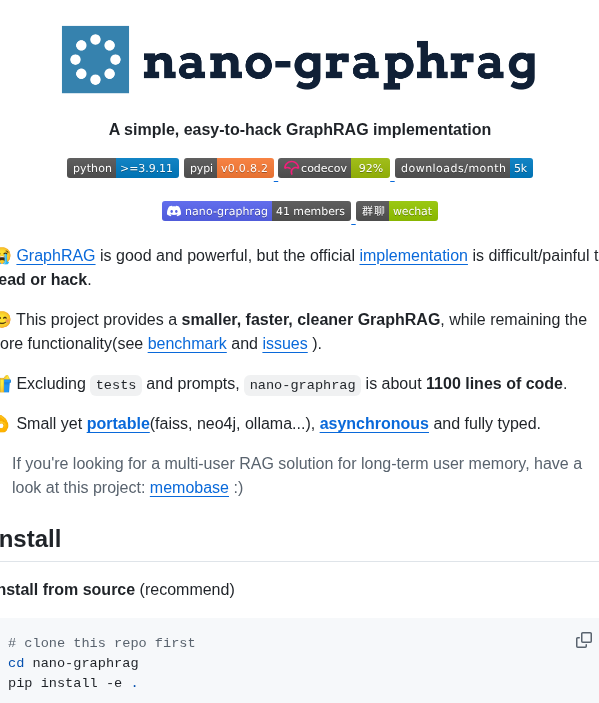 nano-graphrag
A simple, easy-to-hack GraphRAG implementation
python >=3.9.11 pypi v0.0.8.2 codecov 92% downloads/month 5k
nano-graphrag 41 members 群聊 wechat
😭 GraphRAG is good and powerful, but the official implementation is difficult/painful t
ead or hack.
😊 This project provides a smaller, faster, cleaner GraphRAG, while remaining the
ore functionality(see benchmark and issues ).
🎁 Excluding tests and prompts, nano-graphrag is about 1100 lines of code.
👌 Small yet portable(faiss, neo4j, ollama...), asynchronous and fully typed.
If you're looking for a multi-user RAG solution for long-term user memory, have a
look at this project: memobase :)
nstall
nstall from source (recommend)
# clone this repo first
cd nano-graphrag
pip install -e .